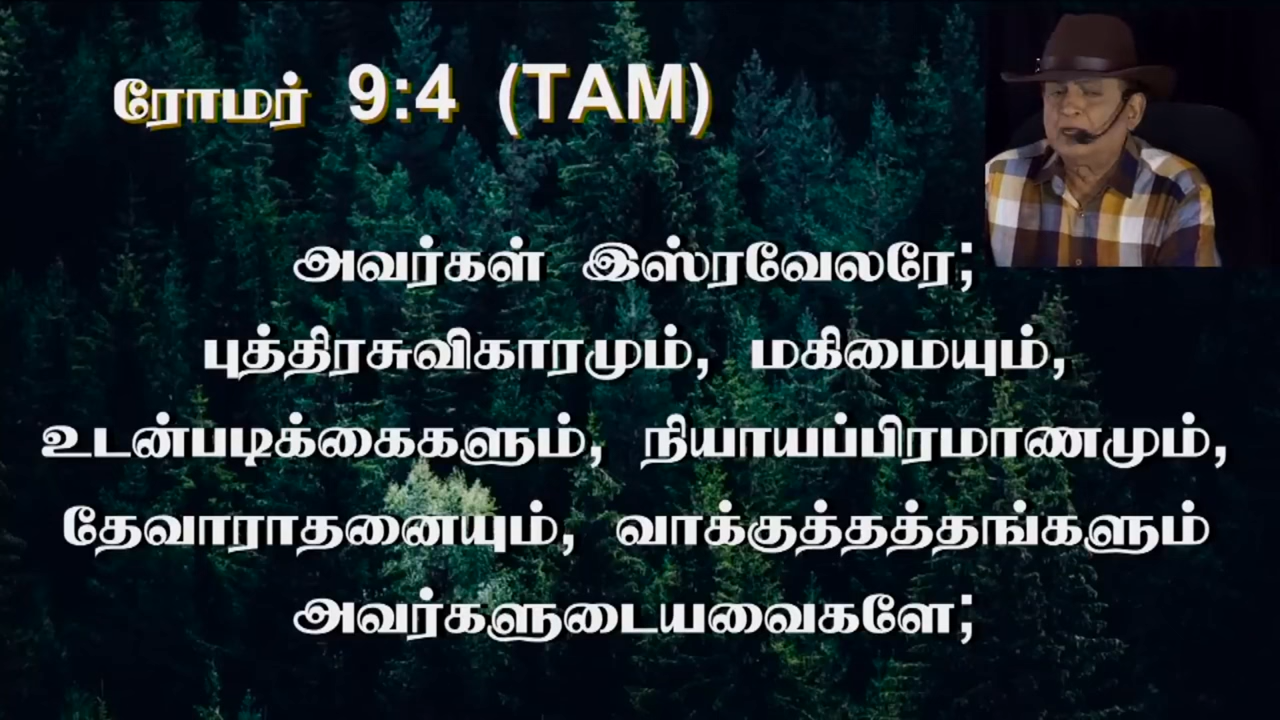 ரோமர் 9:4 (TAM)
அவர்கள் இஸ்ரவேலரே;
புத்திரசுவிகாரமும், மகிமையும்,
உடன்படிக்கைகளும், நியாயப்பிரமாணமும்,
தேவாராதனையும், வாக்குத்தத்தங்களும்
அவர்களுடையவைகளே;